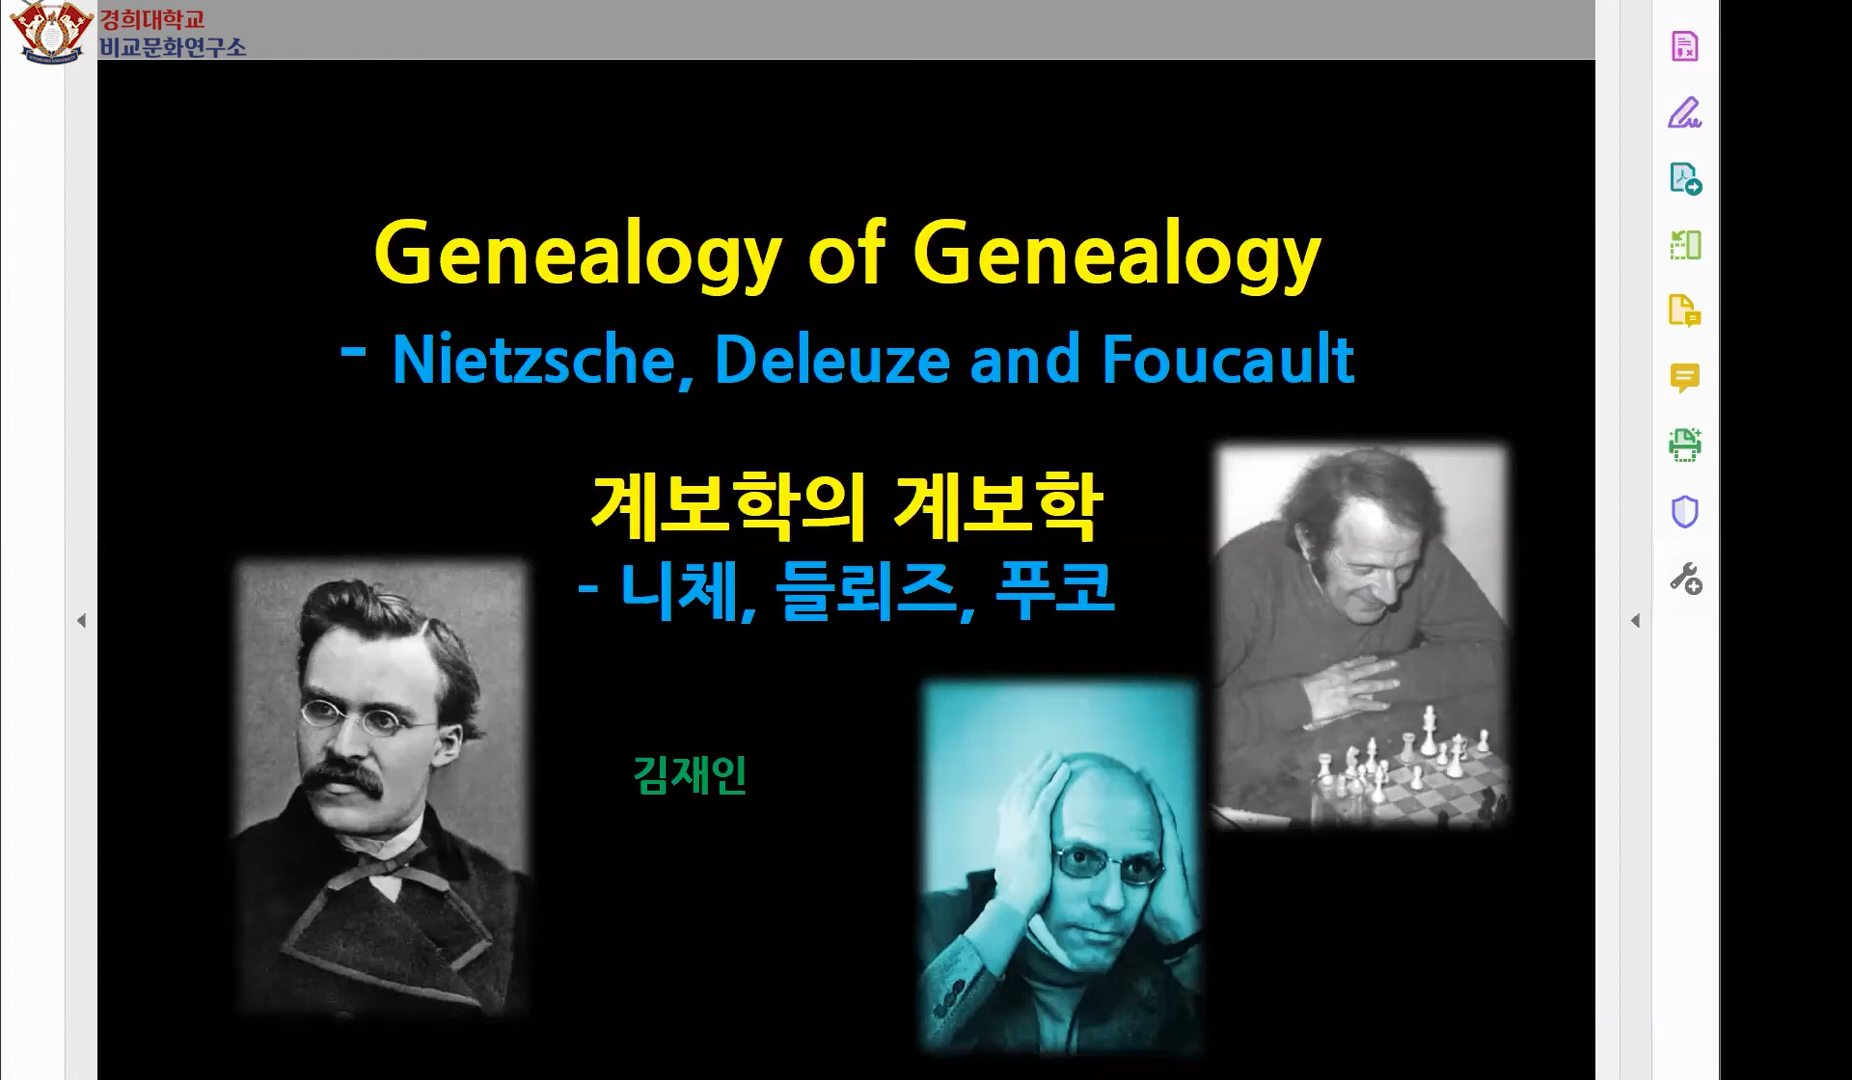 경희대학교
비교문화연구소
Genealogy of Genealogy
- Nietzsche, Deleuze and Foucault
계보학의 계보학
- 니체, 들뢰즈, 푸코
김재인